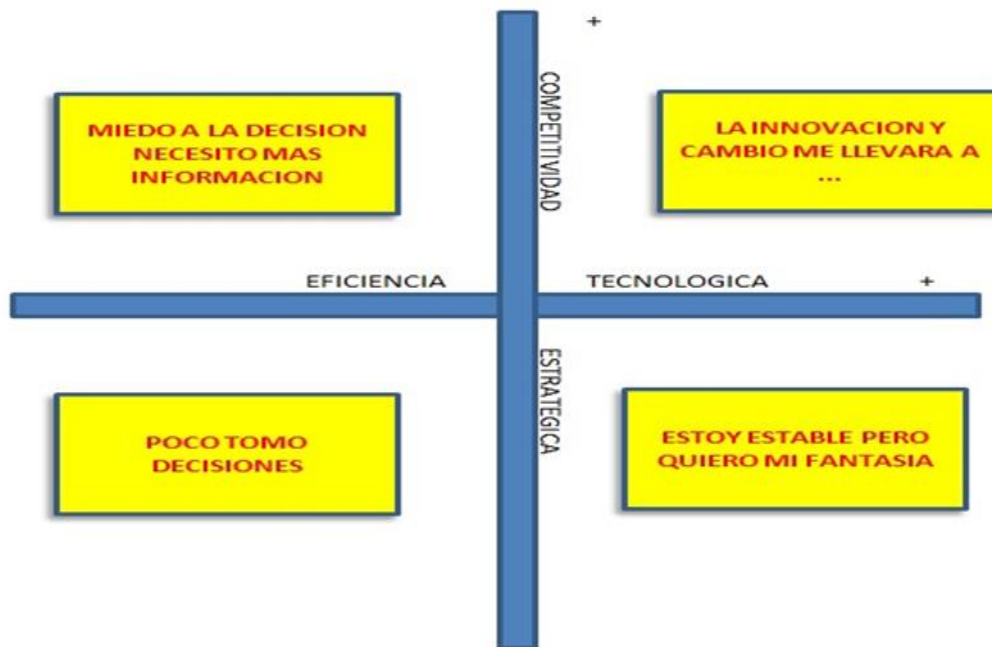 +
COMPETITIVIDAD
MIEDO A LA DECISION
NECESITO MAS
INFORMACION
LA INNOVACION Y
CAMBIO ME LLEVARA A
...
EFICIENCIA
TECNOLOGICA
+
ESTRATEGICA
POCO TOMO
DECISIONES
ESTOY ESTABLE PERO
QUIERO MI FANTASIA